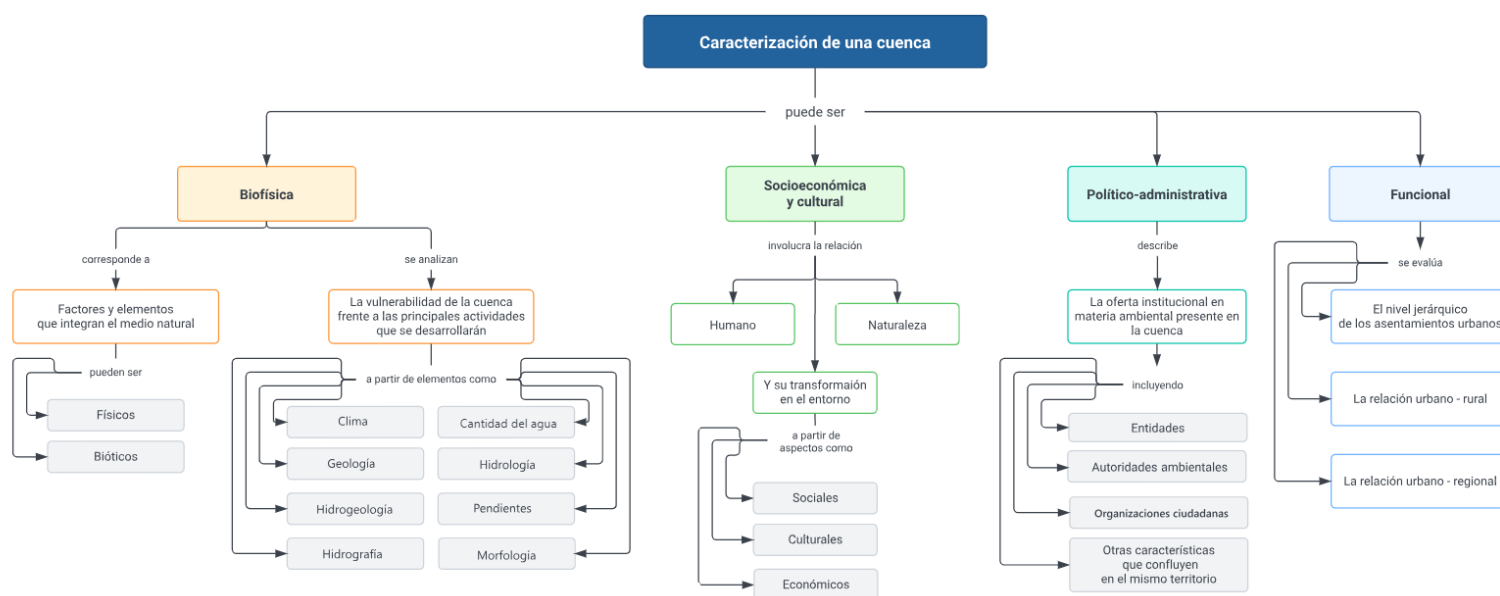 Caracterización de una cuenca
puede ser
Biofísica
corresponde a
Factores y elementos
que integran el medio natural
pueden ser
Físicos
Bióticos
se analizan
La vulnerabilidad de la cuenca
frente a las principales actividades
que se desarrollarán
a partir de elementos como
Clima
Cantidad del agua
Geología
Hidrología
Hidrogeología
Pendientes
Hidrografía
Morfología
Socioeconómica
y cultural
involucra la relación
Humano
Naturaleza
Y su transformaión
en el entorno
a partir de
aspectos como
Sociales
Culturales
Económicos
Político-administrativa
describe
La oferta institucional en
materia ambiental presente en
la cuenca
incluyendo
Entidades
Autoridades ambientales
Organizaciones ciudadanas
Otras características
que confluyen
en el mismo territorio
Funcional
se evalúa
El nivel jerárquico
de los asentamientos urbanos
La relación urbano - rural
La relación urbano - regional